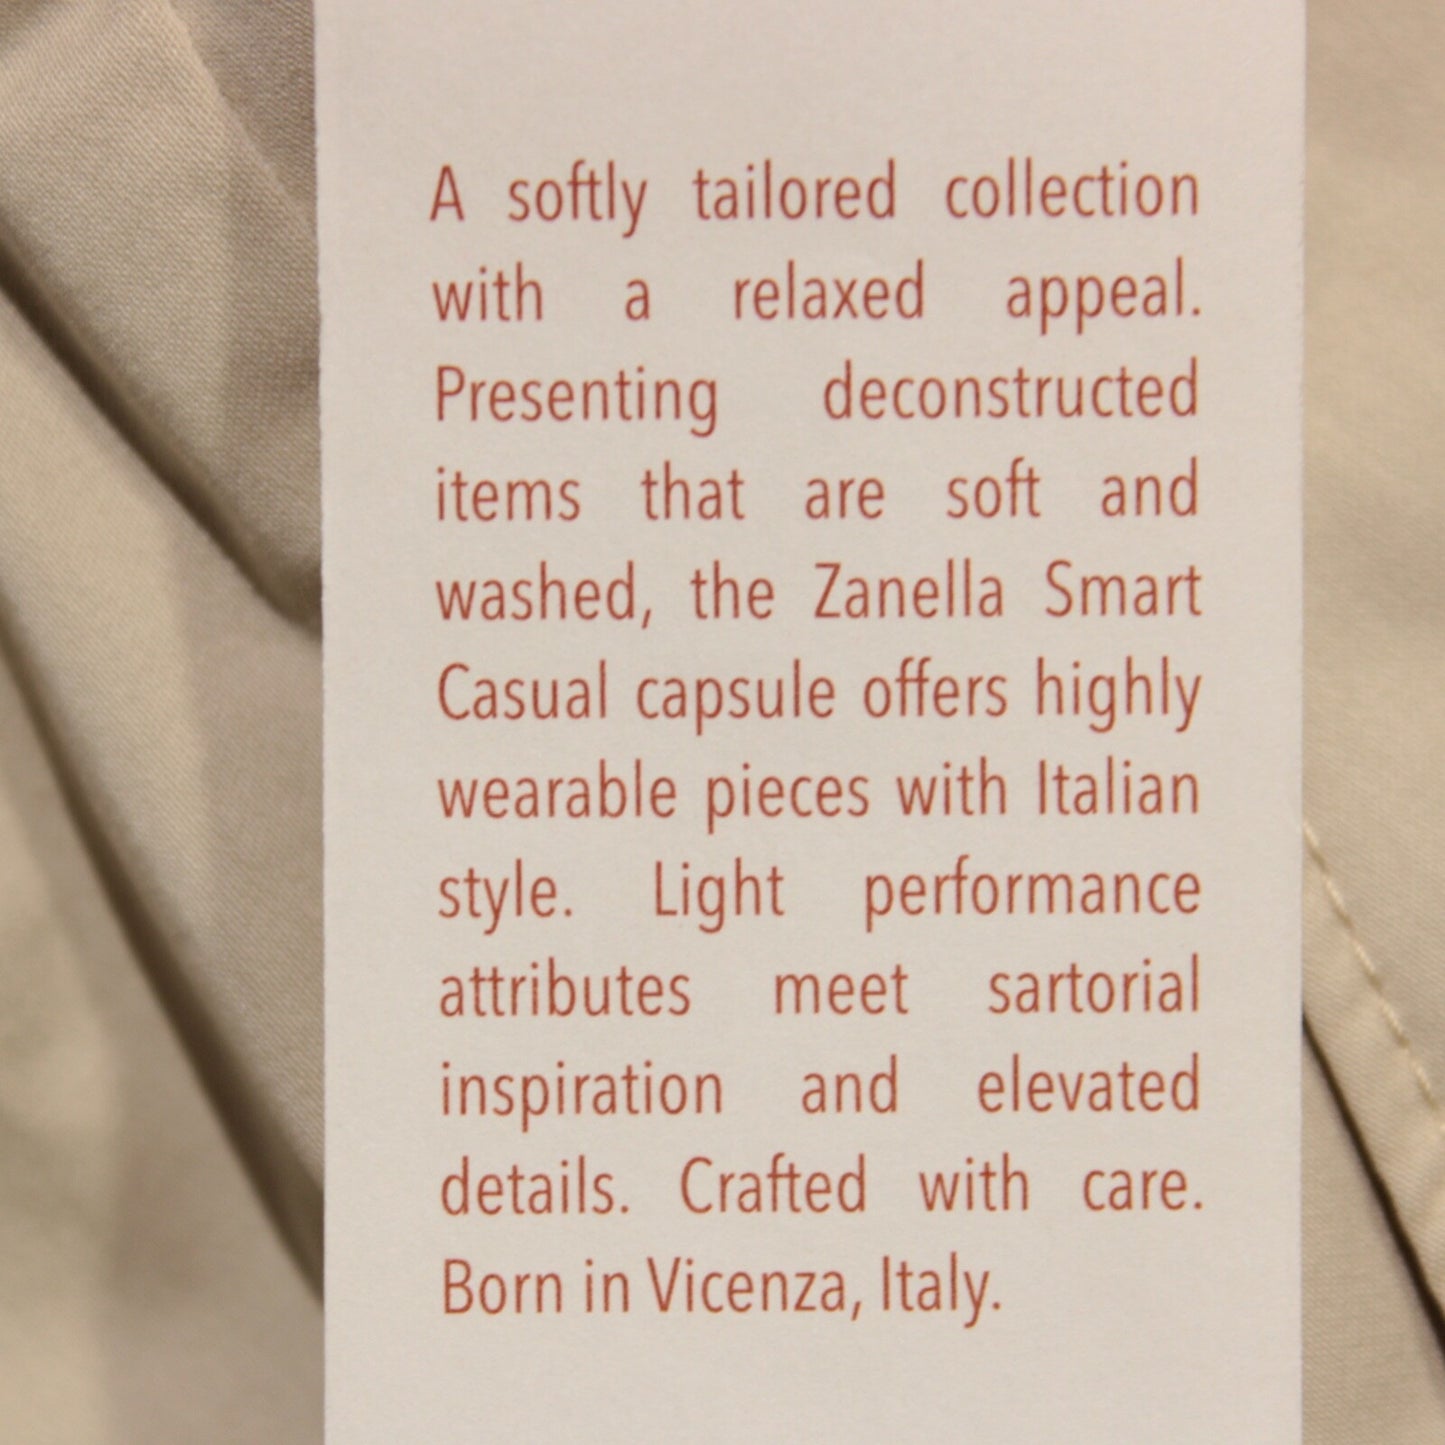 A softly tailored collection
with a relaxed appeal.
Presenting deconstructed
items that are soft and
washed, the Zanella Smart
Casual capsule offers highly
wearable pieces with Italian
style. Light performance
attributes meet sartorial
inspiration and elevated
details. Crafted with care.
Born in Vicenza, Italy.